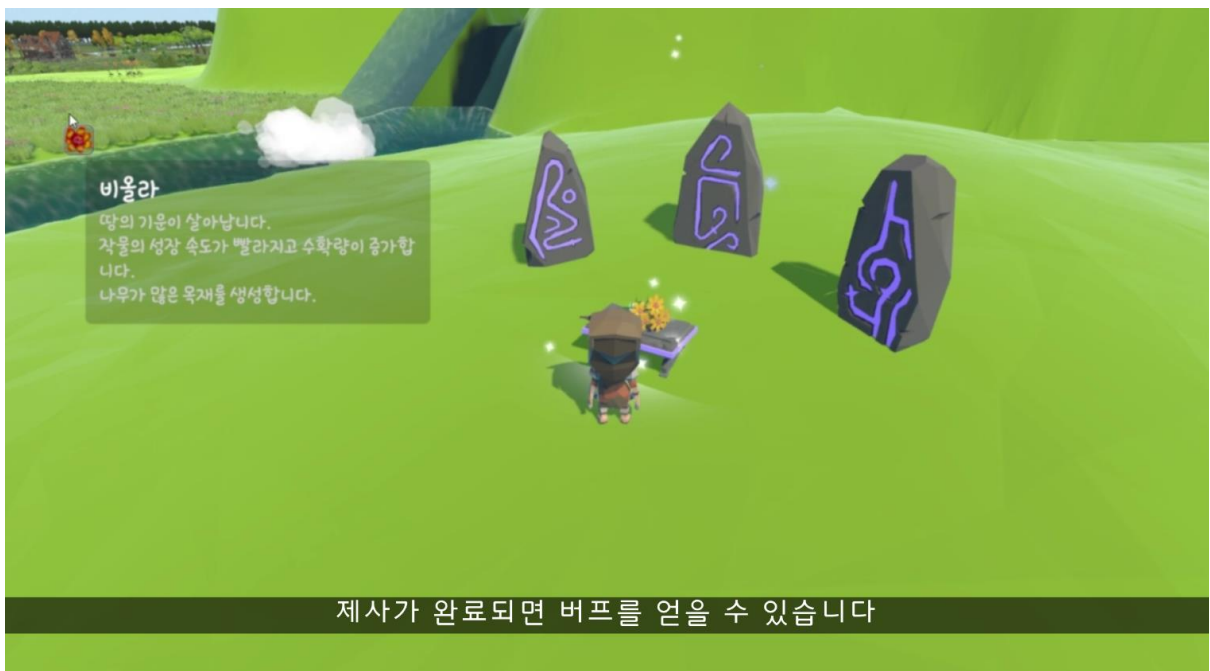 비올라
땅의 기운이 살아납니다.
작물의 성장 속도가 빨라지고 수확량이 증가합
니다.
나무가 많은 목재를 생성합니다.
제사가 완료되면 버프를 얻을 수 있습니다